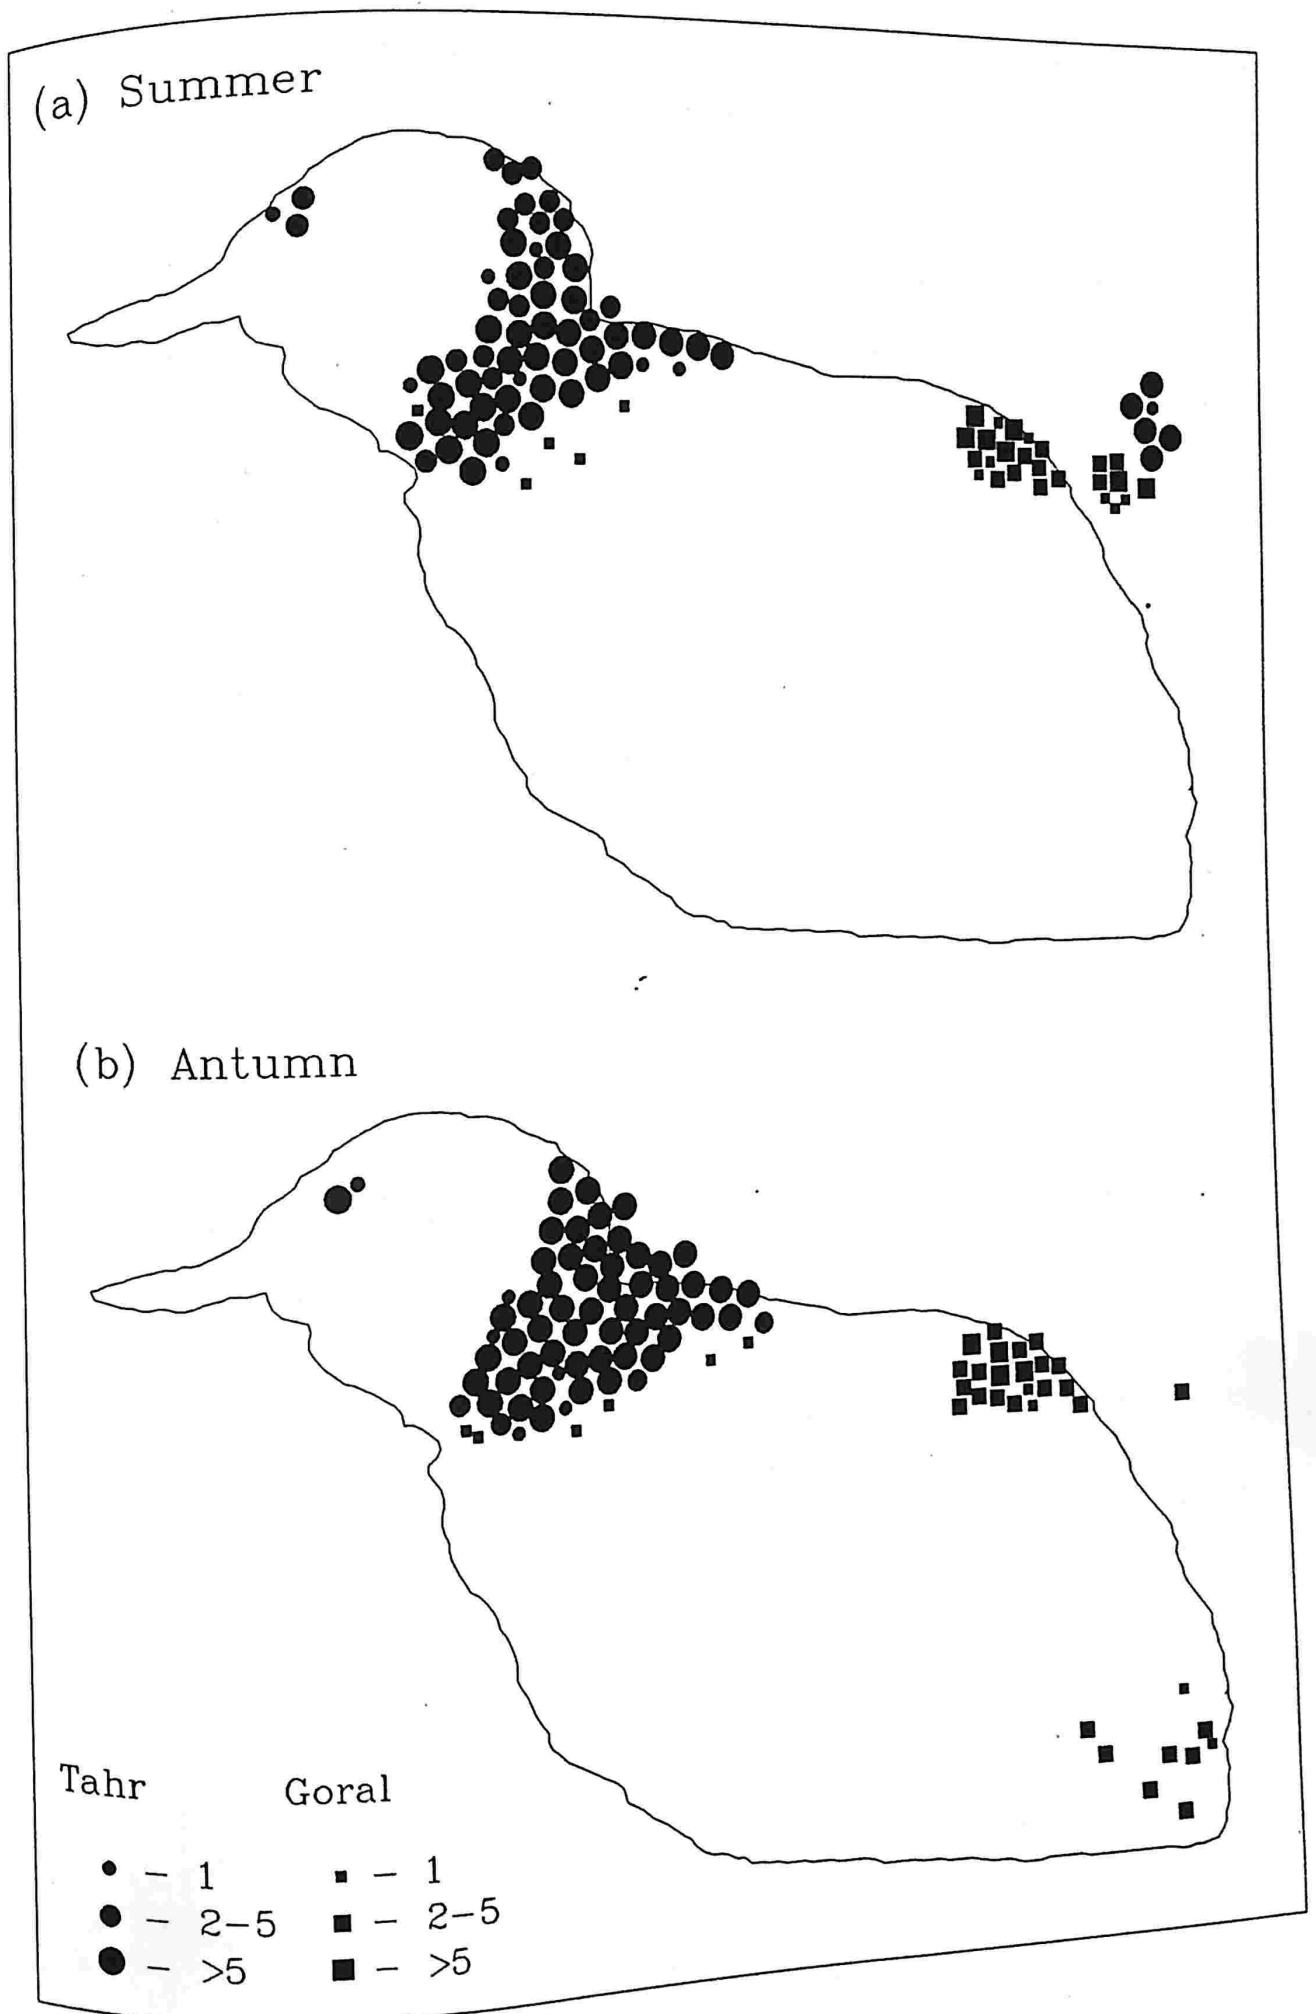 (a) Summer
(b) Antumn
Tahr Goral
● — 1 ■ — 1
● — 2-5 ■ — 2-5
● — >5 ■ — >5